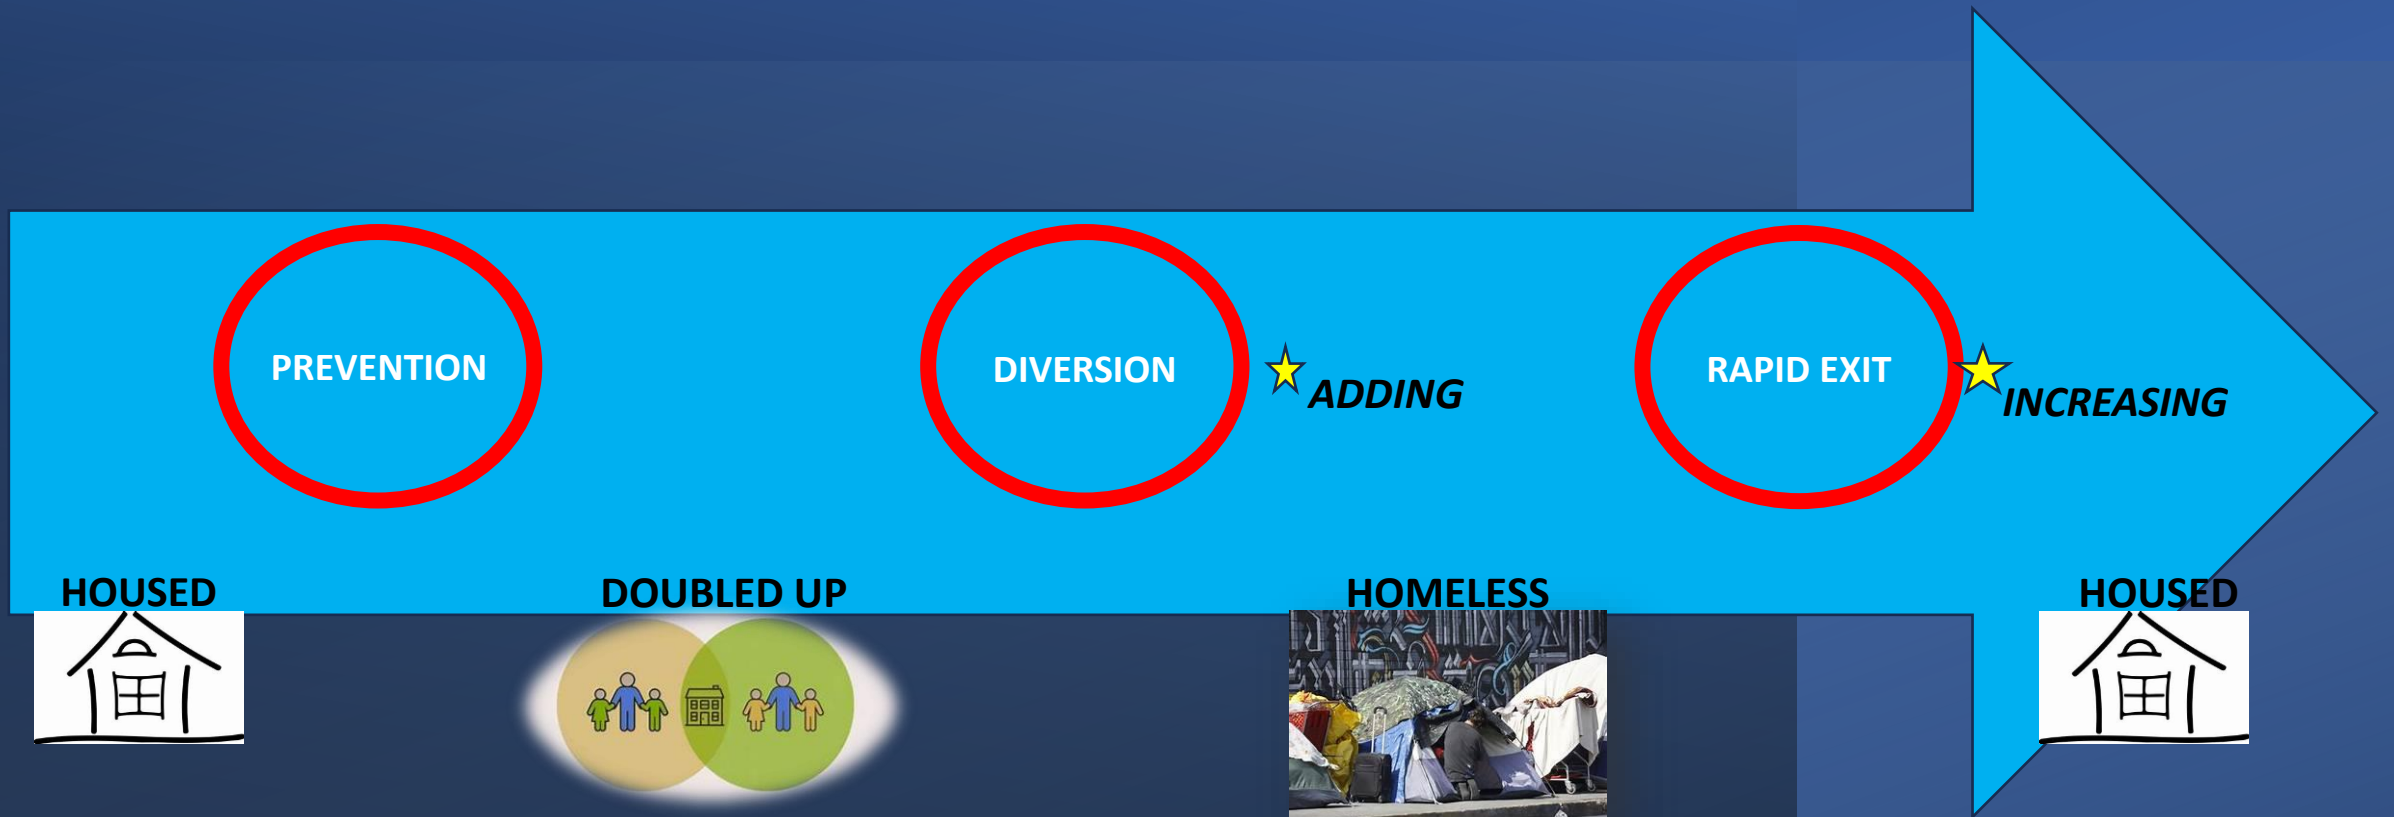 PREVENTION
DIVERSION
ADDING
RAPID EXIT
INCREASING
HOUSED
DOUBLED UP
HOMELESS
HOUSED